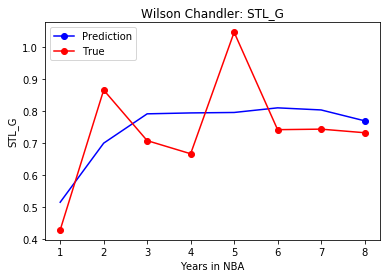 Wilson Chandler: STL_G
Prediction
True
STL_G
1.0
0.9
0.8
0.7
0.6
0.5
0.4
1 2 3 4 5 6 7 8
Years in NBA